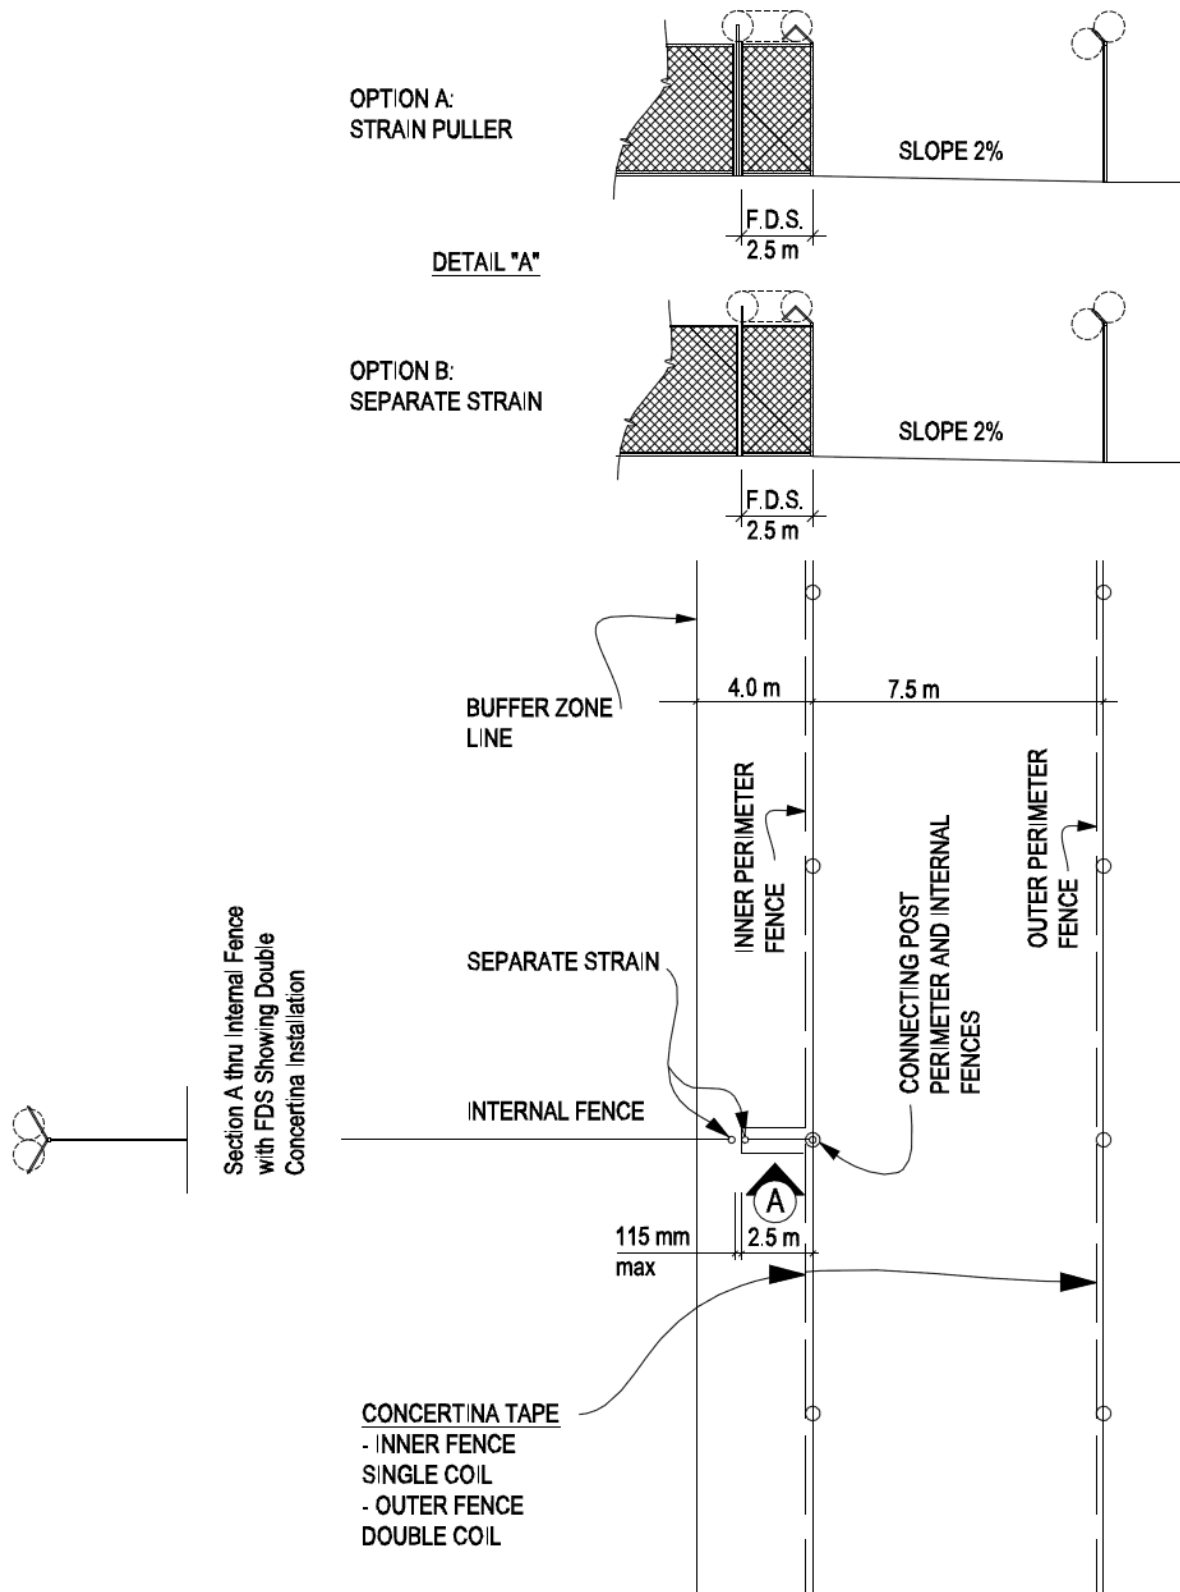 OPTION A:
STRAIN PULLER
SLOPE 2%
F.D.S.
2.5 m
DETAIL "A"
OPTION B:
SEPARATE STRAIN
SLOPE 2%
F.D.S.
2.5 m
4.0 m
7.5 m
BUFFER ZONE
LINE
INNER PERIMETER
FENCE
OUTER PERIMETER
FENCE
CONNECTING POST
PERIMETER AND INTERNAL
FENCES
SEPARATE STRAIN
Section A thru Internal Fence
with FDS Showing Double
Concertina Installation
INTERNAL FENCE
A
115 mm
max
2.5 m
CONCERTINA TAPE
- INNER FENCE
SINGLE COIL
- OUTER FENCE
DOUBLE COIL